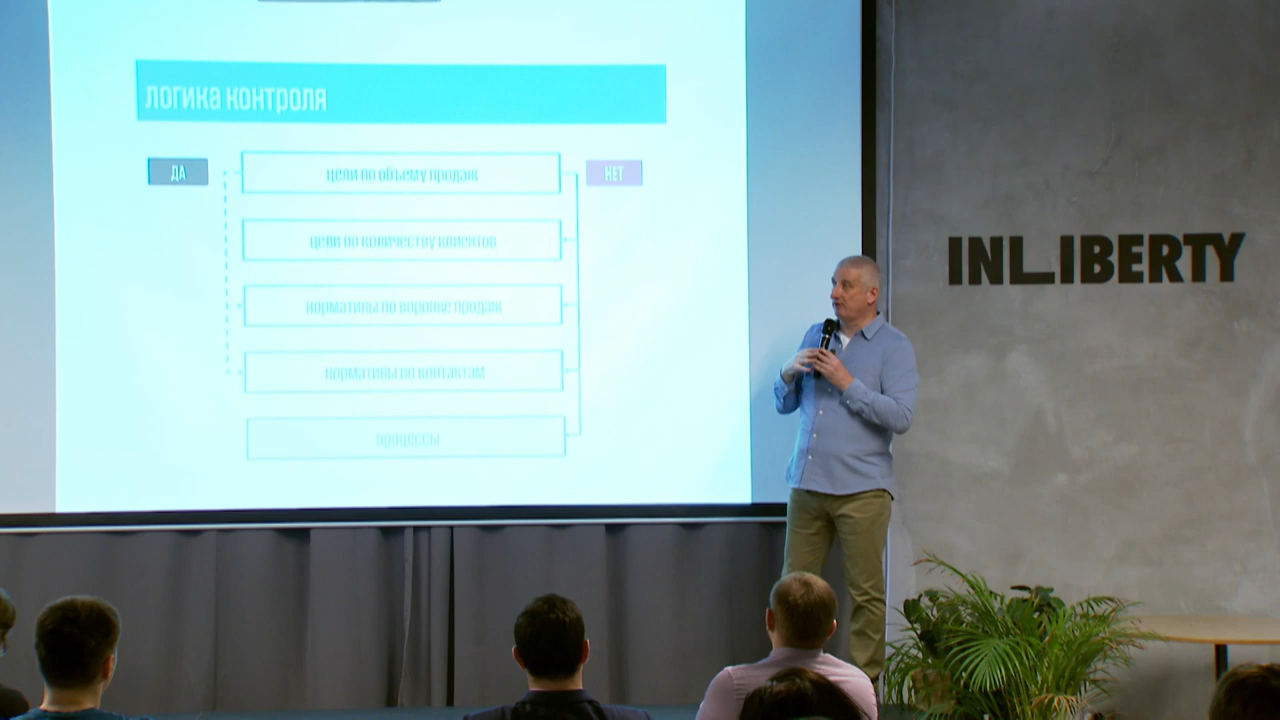 логика контроля
ДА
цели по объему продаж
НЕТ
цели по количеству клиентов
нормативы по воронке продаж
нормативы по контактам
процессы
INLIBERTY